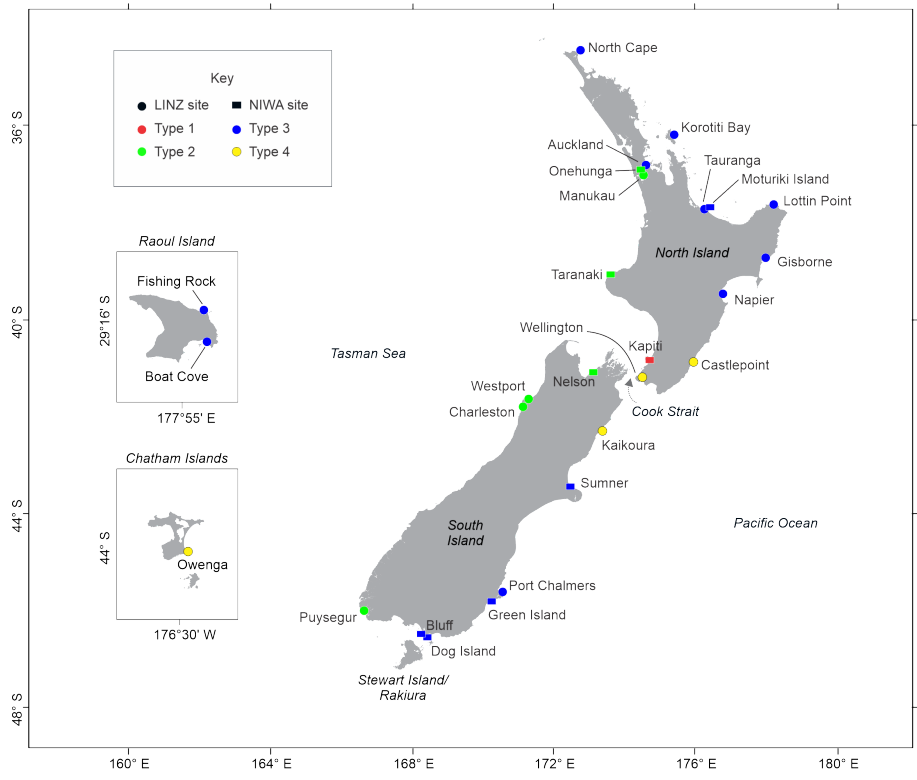 North Cape
Key
LINZ site
NIWA site
Type 1
Type 3
Type 2
Type 4
36° S
Korotiti Bay
Auckland
Tauranga
Onehunga
Moturiki Island
Manukau
Lottin Point
Raoul Island
North Island
Gisborne
Taranaki
Fishing Rock
Napier
29°16' S
40° S
Wellington
Kapiti
Tasman Sea
Castlepoint
Boat Cove
Nelson
Westport
177°55' E
Charleston
Cook Strait
Kaikoura
Chatham Islands
Sumner
44° S
44° S
South
Island
Pacific Ocean
Owenga
Port Chalmers
Green Island
Puysegur
Bluff
176°30' W
Dog Island
Stewart Island/
Rakiura
48° S
160° E
164° E
168° E
172° E
176° E
180° E